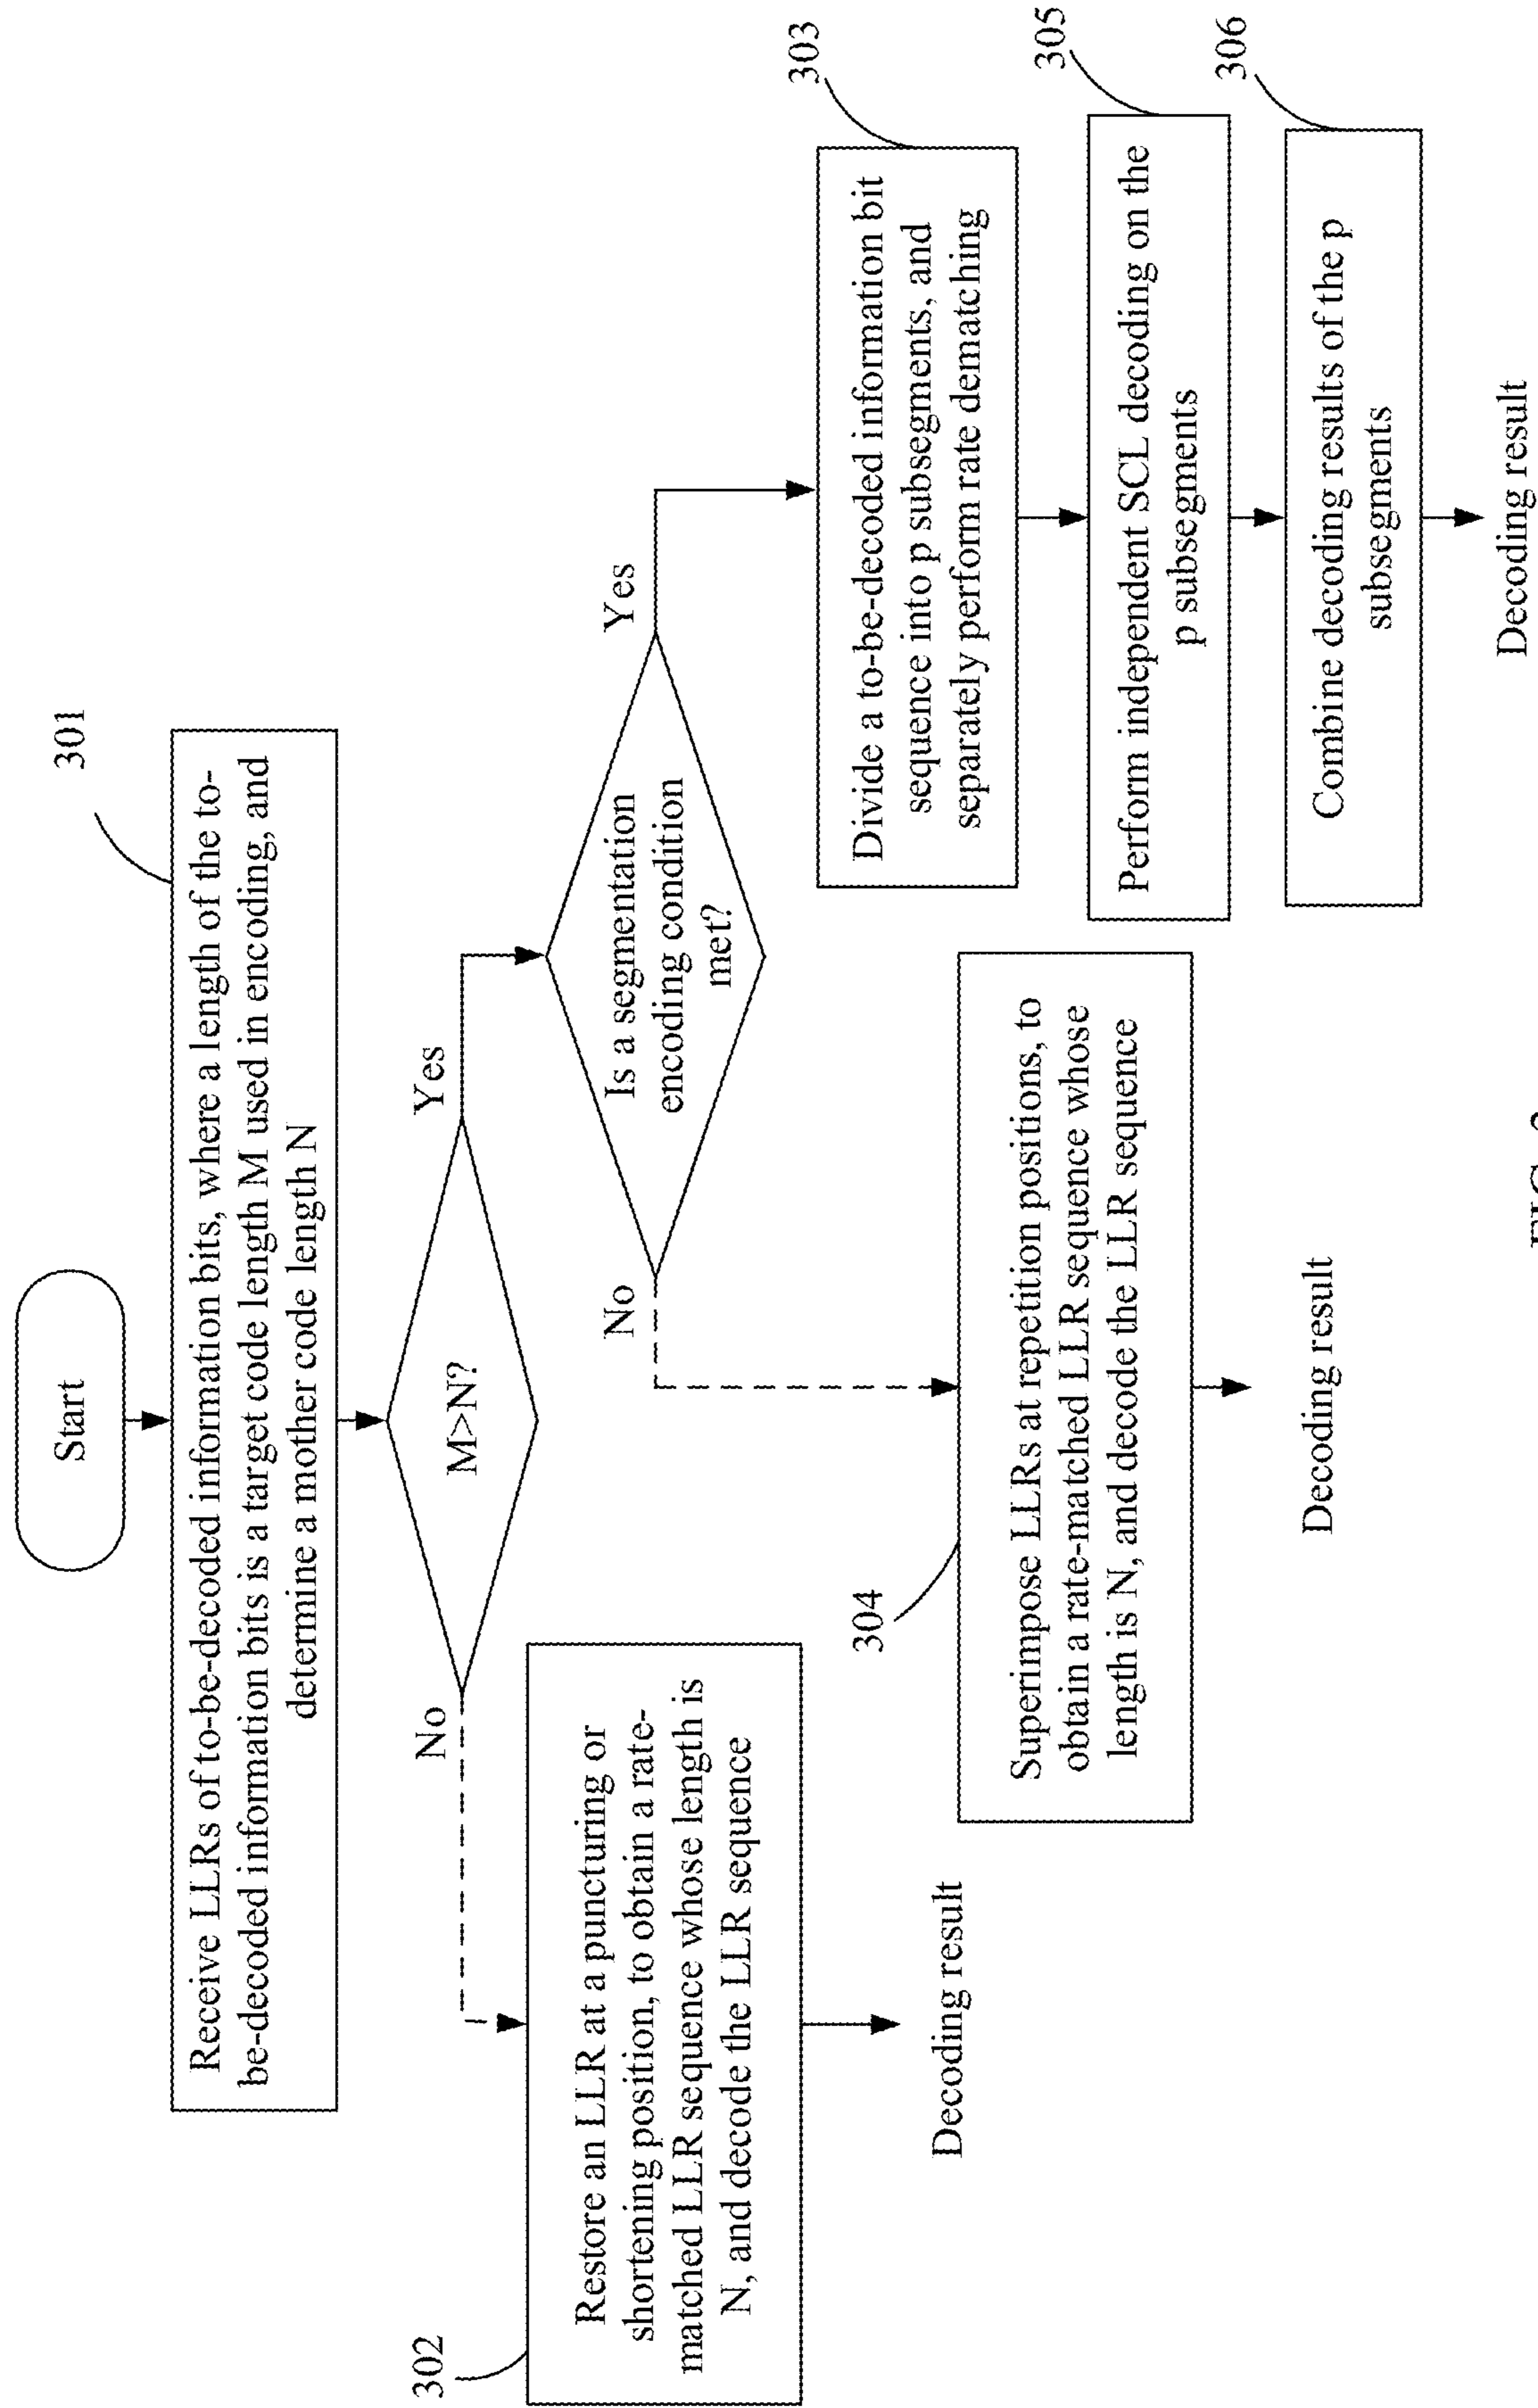 Start
301
Receive LLRs of to-be-decoded information bits, where a length of the to-
be-decoded information bits is a target code length M used in encoding, and
determine a mother code length N
M>N?
No
Yes
302
Restore an LLR at a puncturing or
shortening position, to obtain a rate-
matched LLR sequence whose length is
N, and decode the LLR sequence
Decoding result
Is a segmentation
encoding condition
met?
No
Yes
304
Superimpose LLRs at repetition positions, to
obtain a rate-matched LLR sequence whose
length is N, and decode the LLR sequence
Decoding result
303
Divide a to-be-decoded information bit
sequence into p subsegments, and
separately perform rate dematching
305
Perform independent SCL decoding on the
p subsegments
306
Combine decoding results of the p
subsegments
Decoding result
FIG.